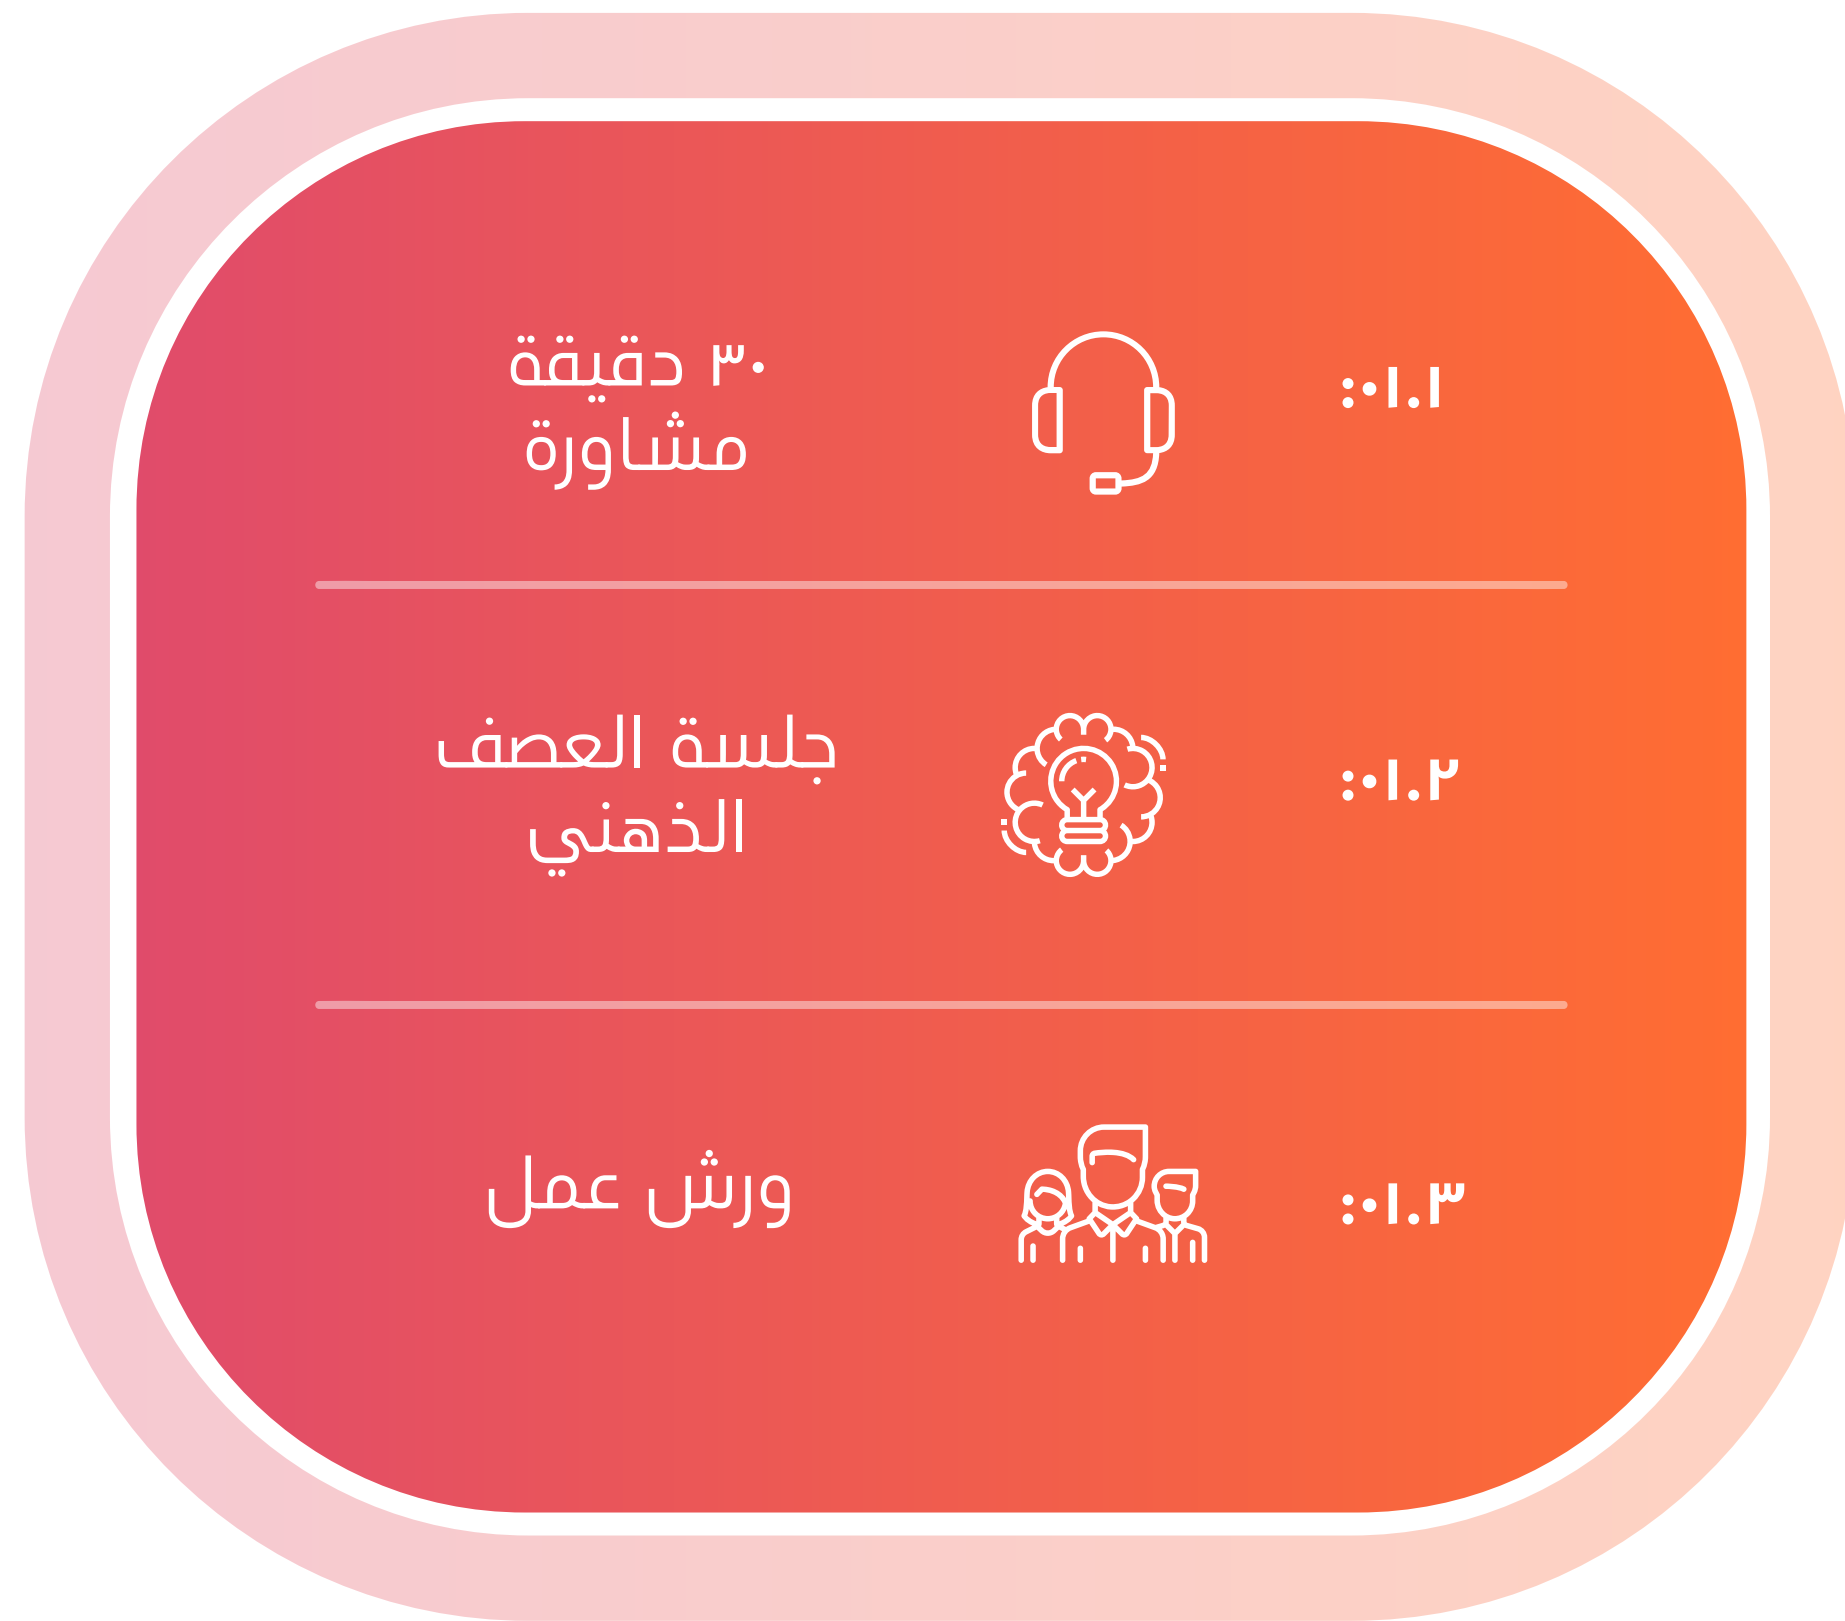 ٠١.١:
٣٠ دقيقة
مشاورة
٠١.٢:
جلسة العصف
الذهني
٠١.٣:
ورش عمل